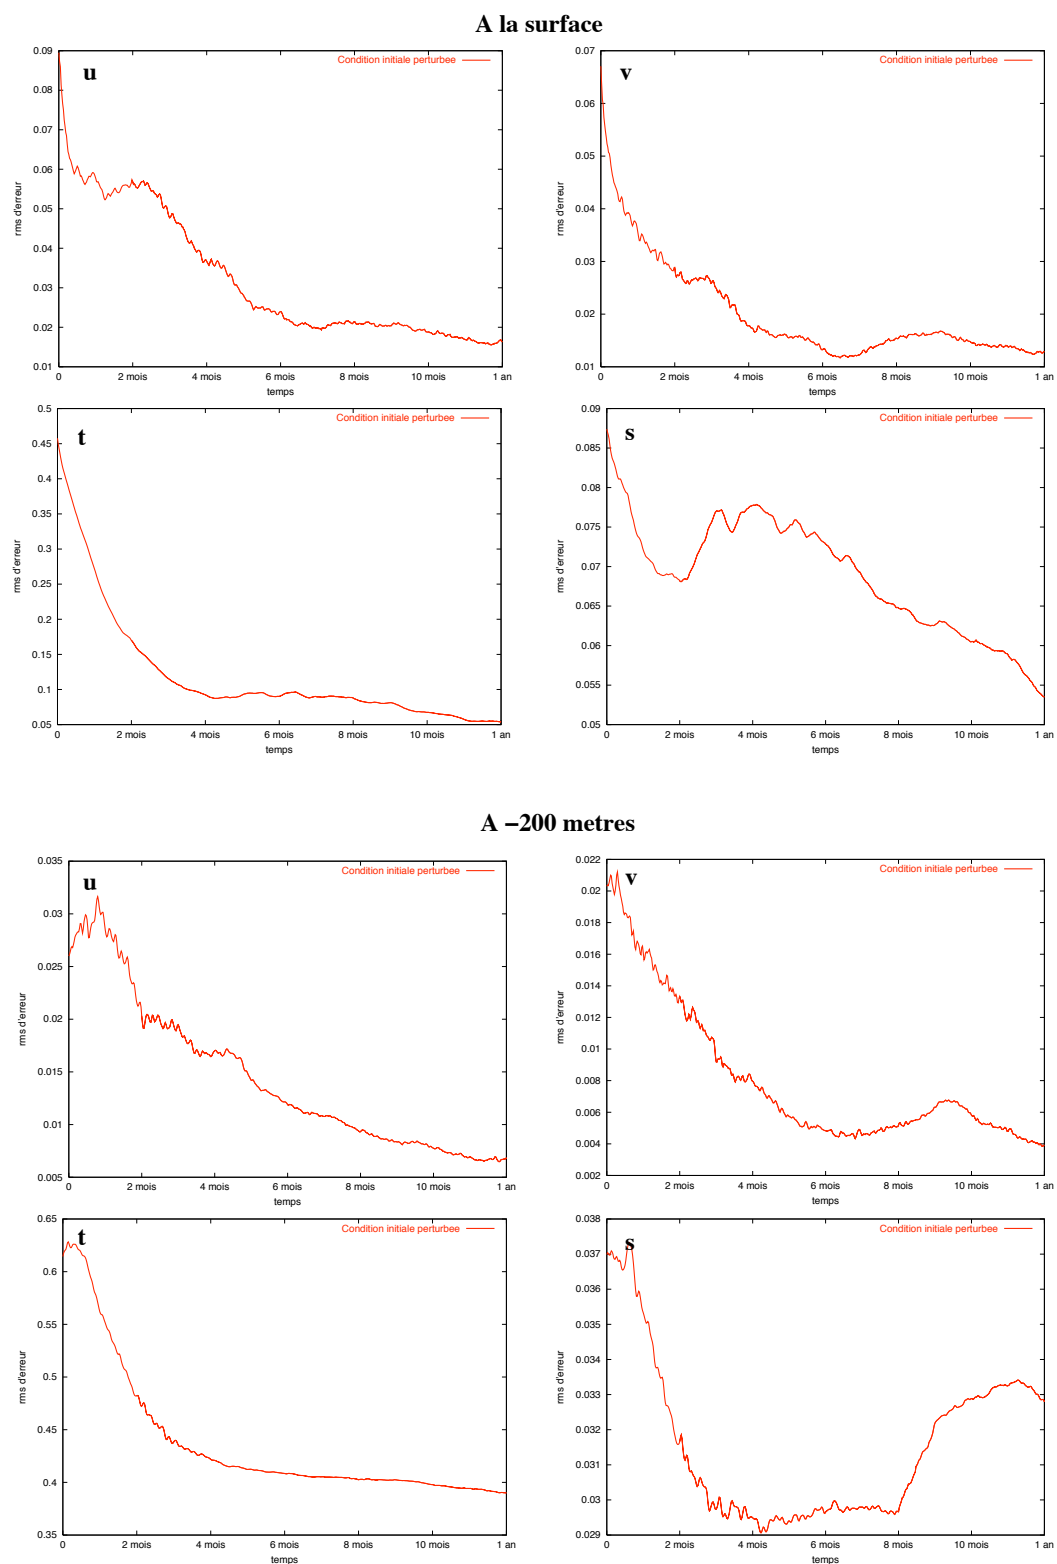 A la surface
u
Condition initiale perturbee
0.09
0.08
0.07
0.06
0.05
0.04
0.03
0.02
0.01
rms d'erreur
0 2 mois 4 mois 6 mois 8 mois 10 mois 1 an
temps
v
Condition initiale perturbee
0.07
0.06
0.05
0.04
0.03
0.02
0.01
rms d'erreur
0 2 mois 4 mois 6 mois 8 mois 10 mois 1 an
temps
t
Condition initiale perturbee
0.5
0.45
0.4
0.35
0.3
0.25
0.2
0.15
0.1
0.05
rms d'erreur
0 2 mois 4 mois 6 mois 8 mois 10 mois 1 an
temps
s
Condition initiale perturbee
0.09
0.085
0.08
0.075
0.07
0.065
0.06
0.055
0.05
rms d'erreur
0 2 mois 4 mois 6 mois 8 mois 10 mois 1 an
temps
A −200 metres
u
Condition initiale perturbee
0.035
0.03
0.025
0.02
0.015
0.01
0.005
rms d'erreur
0 2 mois 4 mois 6 mois 8 mois 10 mois 1 an
temps
v
Condition initiale perturbee
0.022
0.02
0.018
0.016
0.014
0.012
0.01
0.008
0.006
0.004
0.002
rms d'erreur
0 2 mois 4 mois 6 mois 8 mois 10 mois 1 an
temps
t
Condition initiale perturbee
0.65
0.6
0.55
0.5
0.45
0.4
0.35
rms d'erreur
0 2 mois 4 mois 6 mois 8 mois 10 mois 1 an
temps
s
Condition initiale perturbee
0.038
0.037
0.036
0.035
0.034
0.033
0.032
0.031
0.03
0.029
rms d'erreur
0 2 mois 4 mois 6 mois 8 mois 10 mois 1 an
temps